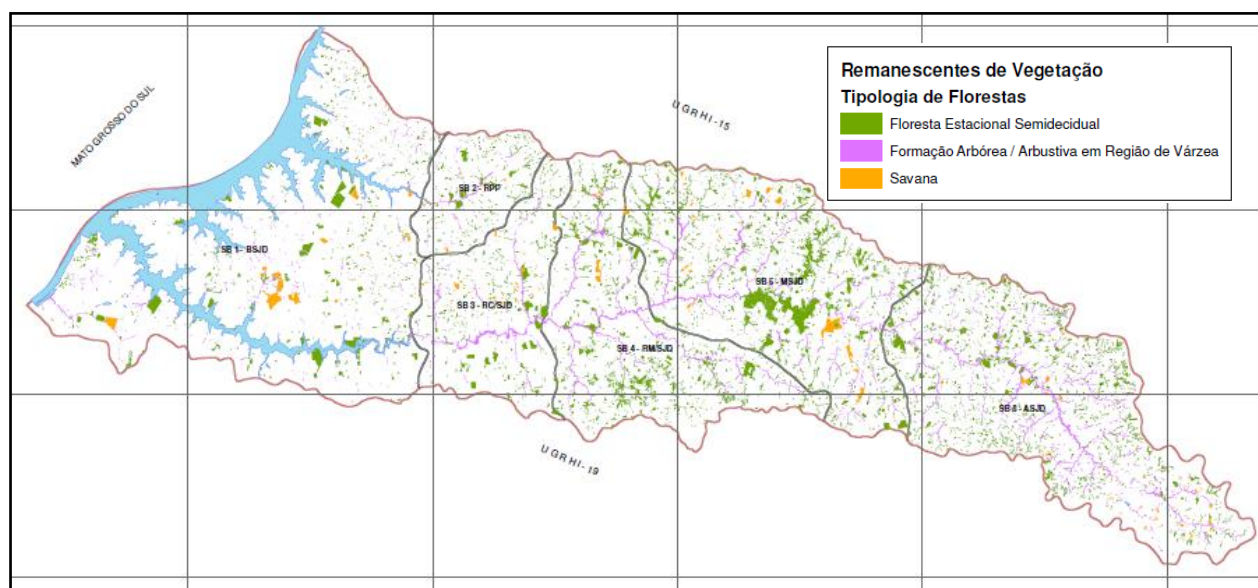 Remanescentes de Vegetação
Tipologia de Florestas
Floresta Estacional Semidecidual
Formação Arbórea / Arbustiva em Região de Várzea
Savana
MATO GROSSO DO SUL
UGRHI-15
SB 2 - RPP
SB 1 - BSJD
SB 5 - MSJD
SB 3 - RC/SJD
SB 4 - RM/SJD
SB 6 - ASJD
UGRHI-19